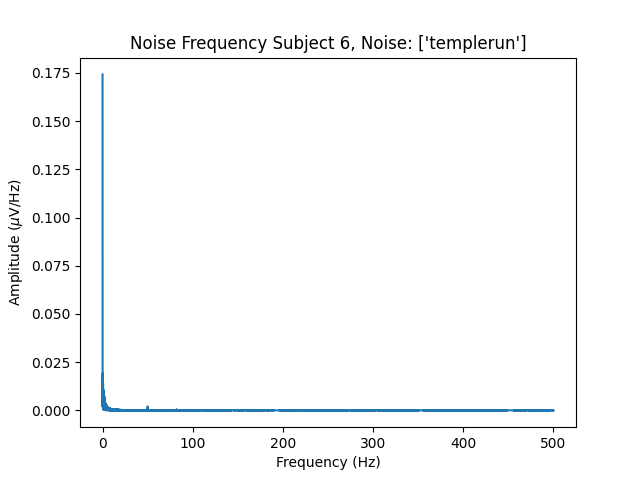 Noise Frequency Subject 6, Noise: ['templerun']
0.175
0.150
0.125
0.100
0.075
0.050
0.025
0.000
Amplitude (μV/Hz)
0 100 200 300 400 500
Frequency (Hz)